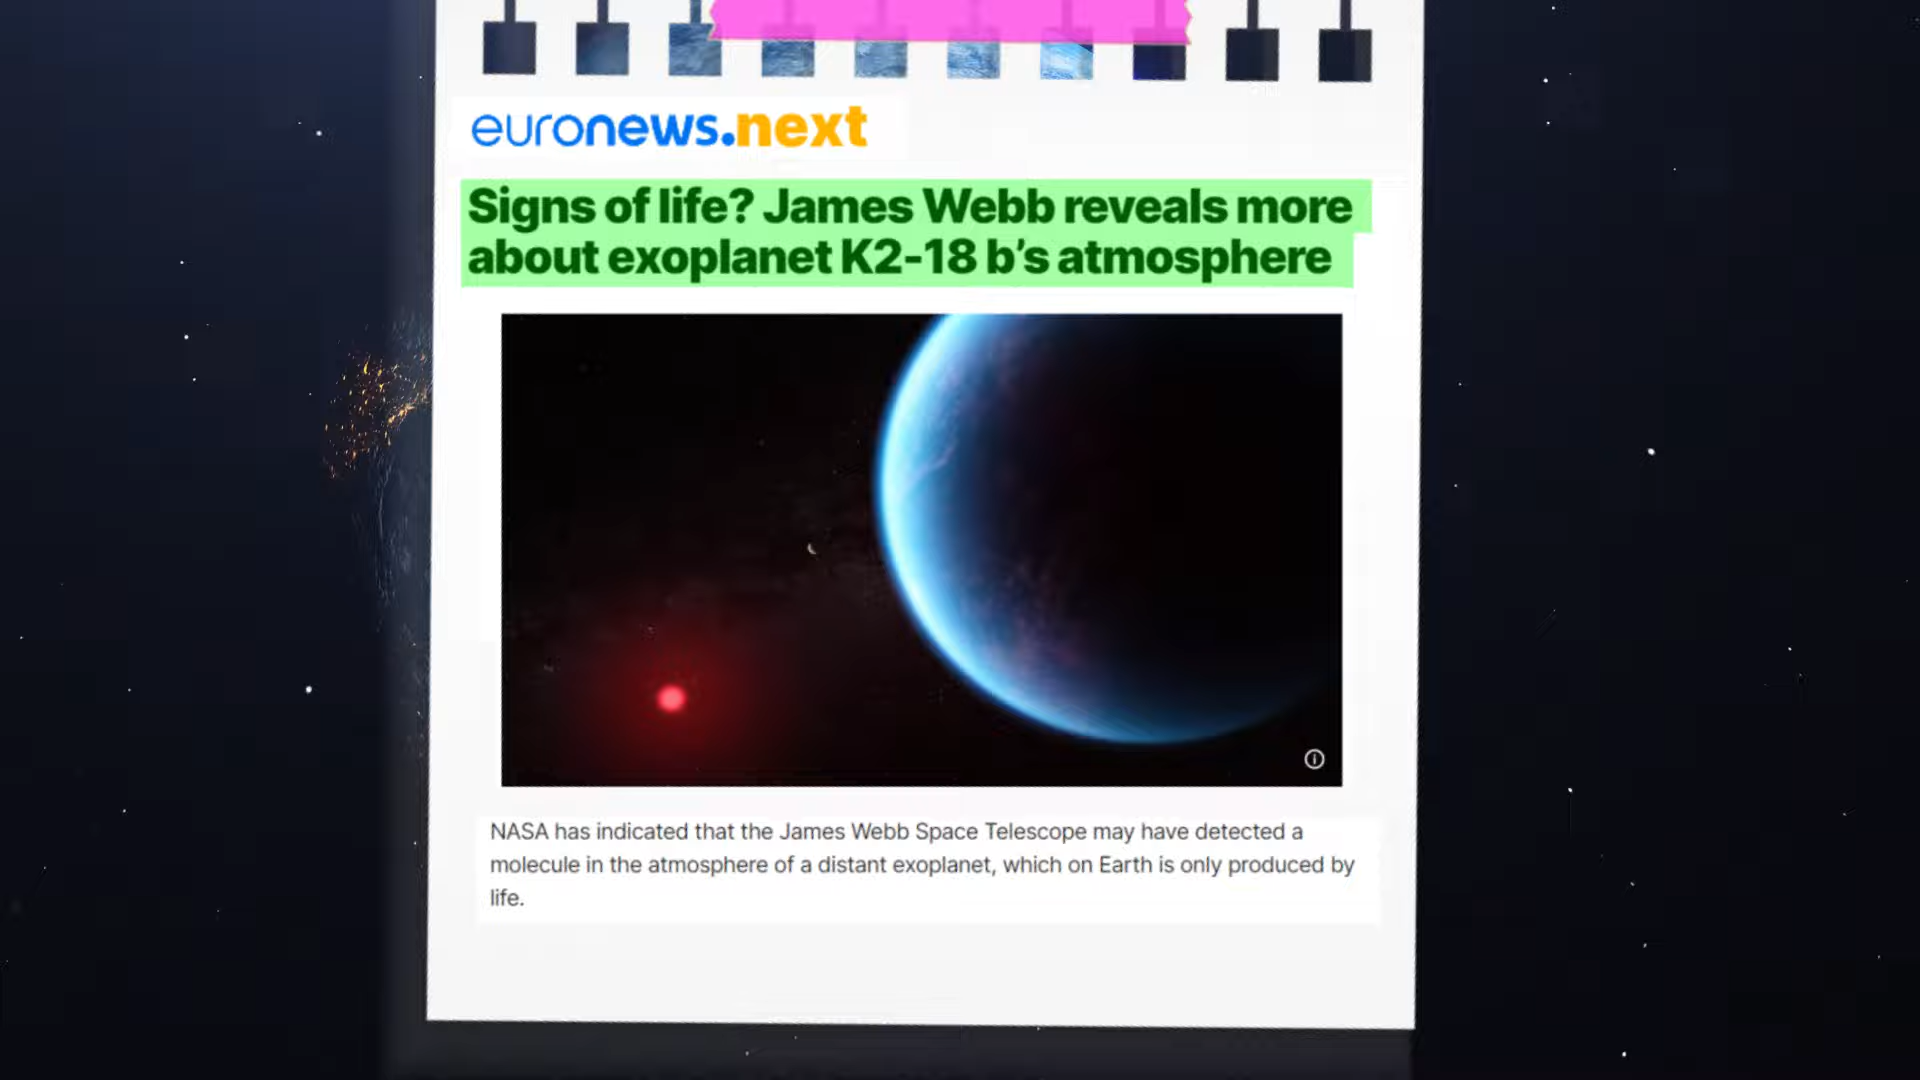 euronews.next
Signs of life? James Webb reveals more
about exoplanet K2-18 b’s atmosphere
NASA has indicated that the James Webb Space Telescope may have detected a
molecule in the atmosphere of a distant exoplanet, which on Earth is only produced by
life.